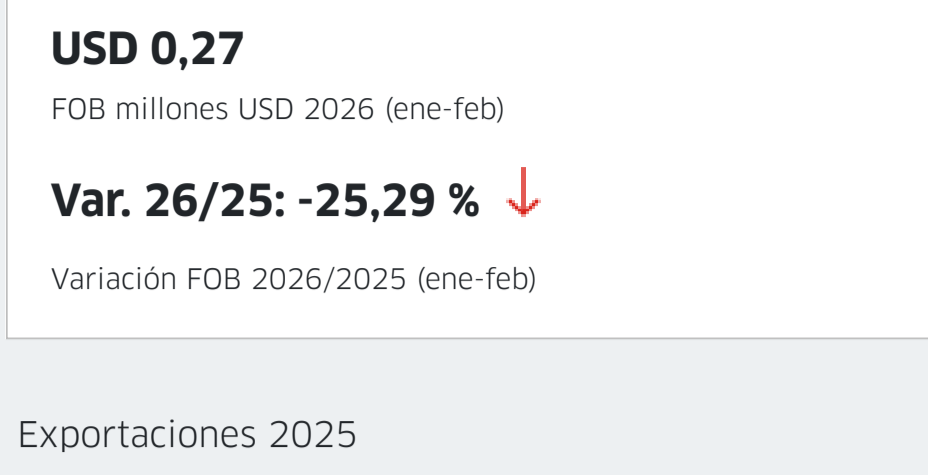 USD 0,27
FOB millones USD 2026 (ene-feb)
Var. 26/25: -25,29 %
Variación FOB 2026/2025 (ene-feb)
Exportaciones 2025